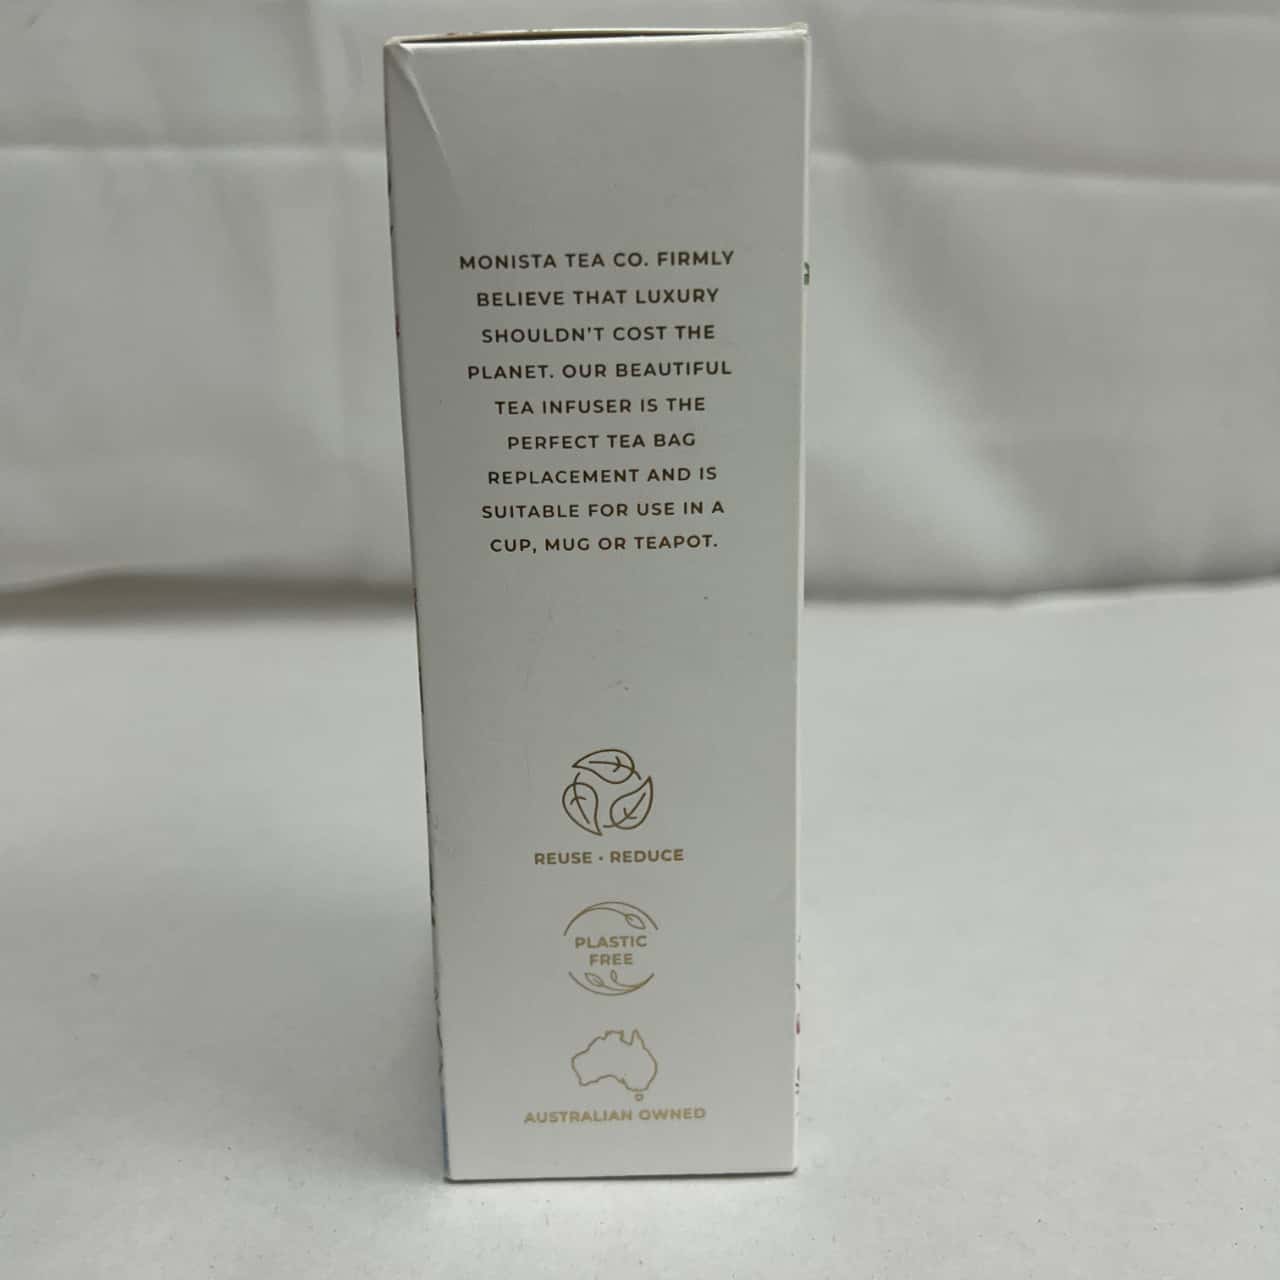 MONISTA TEA CO. FIRMLY
BELIEVE THAT LUXURY
SHOULDN'T COST THE
PLANET. OUR BEAUTIFUL
TEA INFUSER IS THE
PERFECT TEA BAG
REPLACEMENT AND IS
SUITABLE FOR USE IN A
CUP, MUG OR TEAPOT.
REUSE • REDUCE
PLASTIC
FREE
AUSTRALIAN OWNED